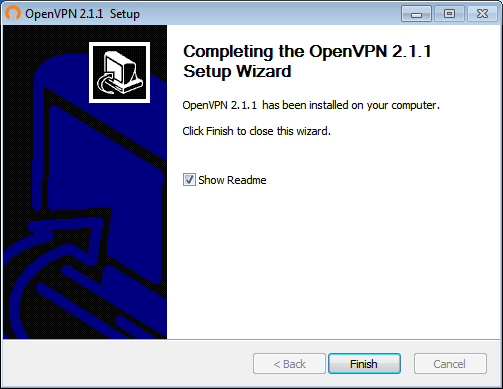 OpenVPN 2.1.1 Setup
Completing the OpenVPN 2.1.1
Setup Wizard
OpenVPN 2.1.1 has been installed on your computer.
Click Finish to close this wizard.
Show Readme
< Back Finish Cancel